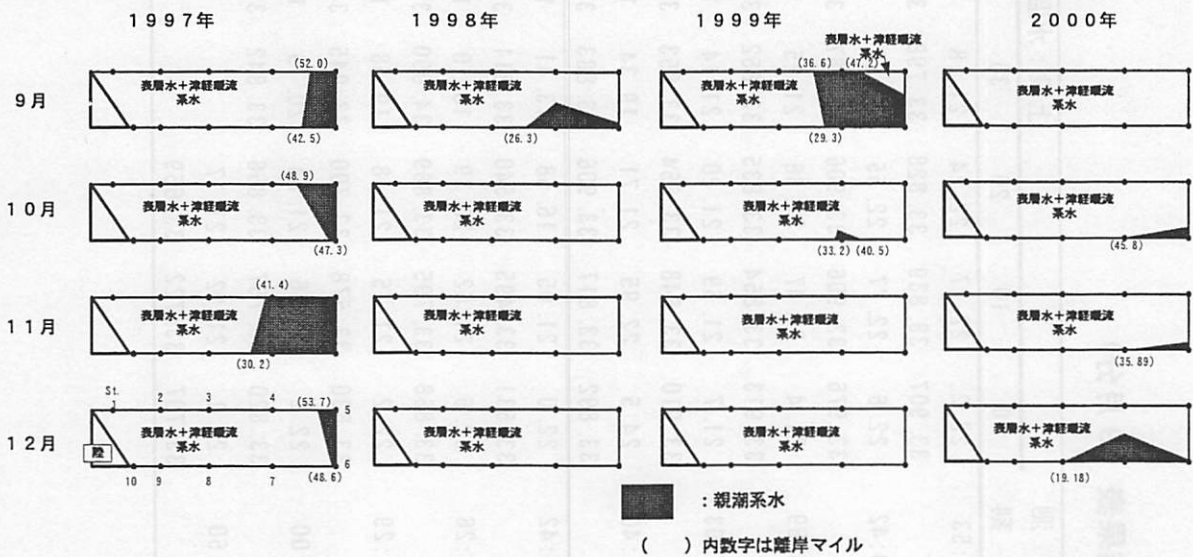 １９９７年
１９９８年
１９９９年
２０００年
９月
(52.0)
表層水＋津軽暖流
系水
(42.5)
表層水＋津軽暖流
系水
(26.3)
表層水＋津軽暖流
系水
(36.6)
(47.2)
表層水＋津軽暖流
系水
(29.3)
表層水＋津軽暖流
系水
１０月
(48.9)
表層水＋津軽暖流
系水
(47.3)
表層水＋津軽暖流
系水
表層水＋津軽暖流
系水
(33.2) (40.5)
表層水＋津軽暖流
系水
(45.8)
１１月
(41.4)
表層水＋津軽暖流
系水
(30.2)
表層水＋津軽暖流
系水
表層水＋津軽暖流
系水
表層水＋津軽暖流
系水
(35.89)
１２月
St.
1 2 3 4 (53.7) 5
表層水＋津軽暖流
系水
陸
6
10 9 8 7 (48.6)
表層水＋津軽暖流
系水
表層水＋津軽暖流
系水
表層水＋津軽暖流
系水
(19.18)
：親潮系水
（　）内数字は離岸マイル